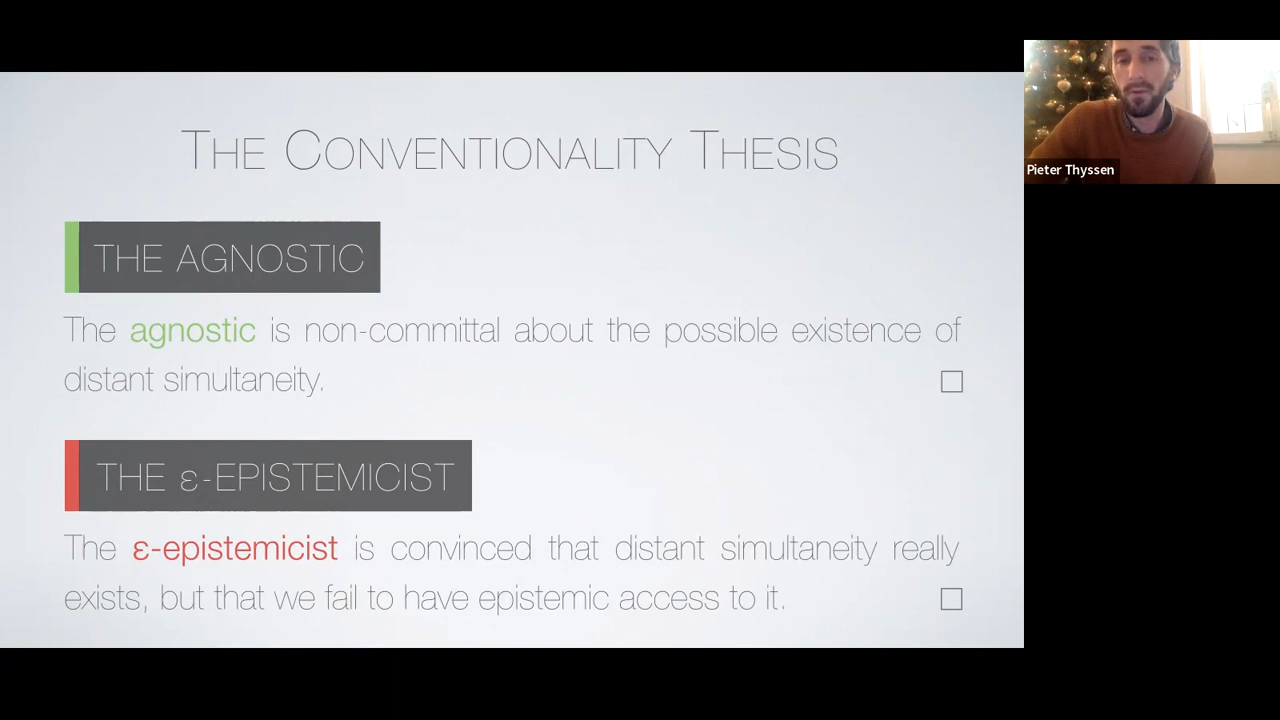 THE CONVENTIONALITY THESIS
THE AGNOSTIC
The agnostic is non-committal about the possible existence of
distant simultaneity.
THE ε-EPISTEMICIST
The ε-epistemicist is convinced that distant simultaneity really
exists, but that we fail to have epistemic access to it.
Pieter Thyssen